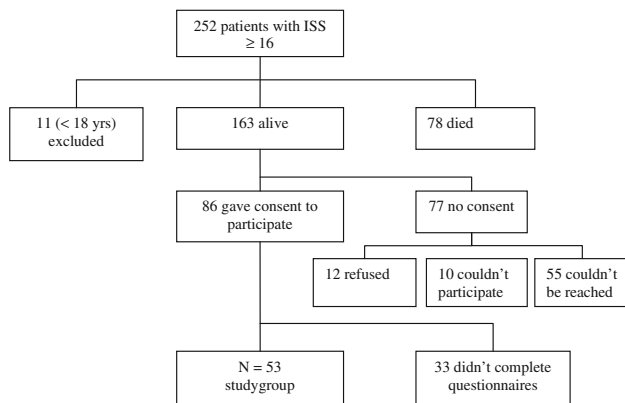 252 patients with ISS
≥ 16
11 (< 18 yrs)
excluded
163 alive
78 died
86 gave consent to
participate
77 no consent
12 refused
10 couldn't
participate
55 couldn't
be reached
N = 53
studygroup
33 didn't complete
questionnaires